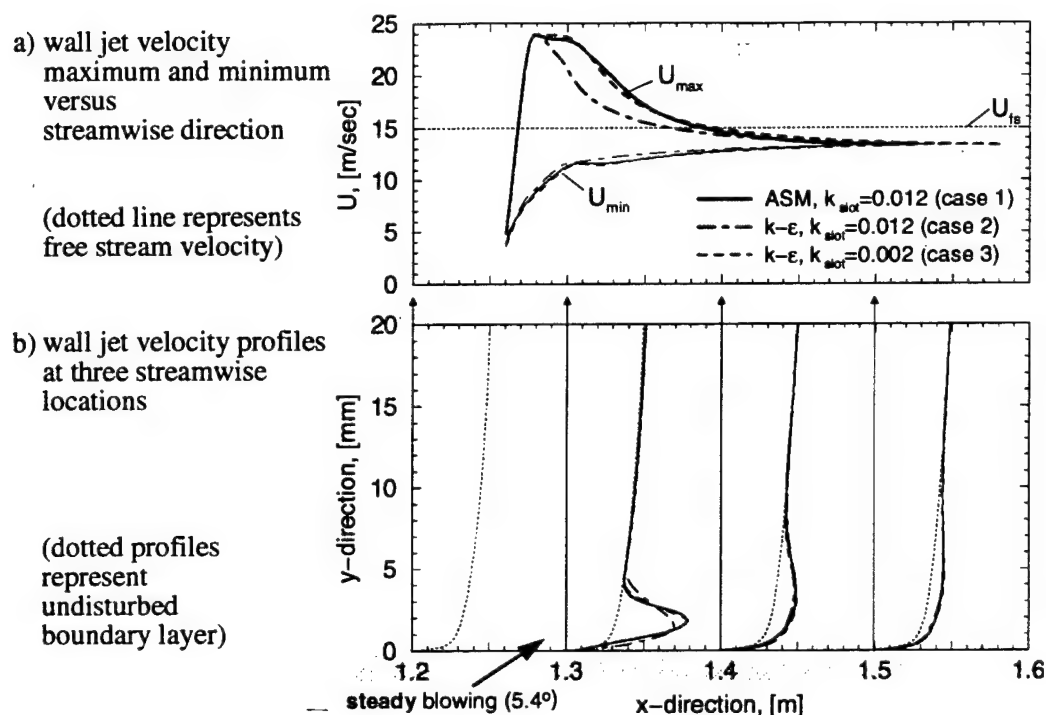 a) wall jet velocity
maximum and minimum
versus
streamwise direction
(dotted line represents
free stream velocity)
25
20
15
10
5
0
U, [m/sec]
U_max
U_fs
U_min
ASM, k_slot=0.012 (case 1)
k-ε, k_slot=0.012 (case 2)
k-ε, k_slot=0.002 (case 3)
b) wall jet velocity profiles
at three streamwise
locations
(dotted profiles
represent
undisturbed
boundary layer)
20
15
10
5
0
y-direction, [mm]
1.2
1.3
1.4
1.5
1.6
steady blowing (5.4º)
x-direction, [m]